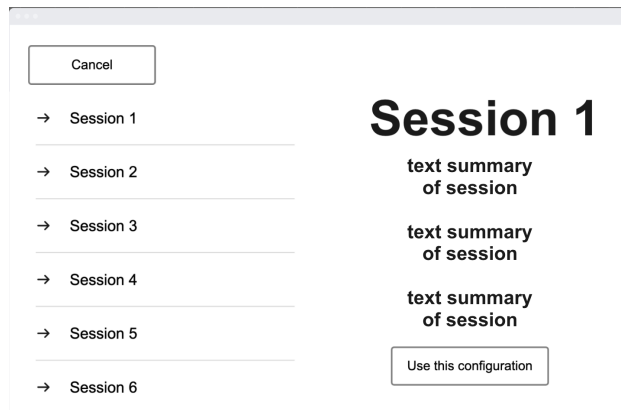 Cancel
Session 1
Session 2
Session 3
Session 4
Session 5
Session 6
Session 1
text summary
of session
text summary
of session
text summary
of session
Use this configuration